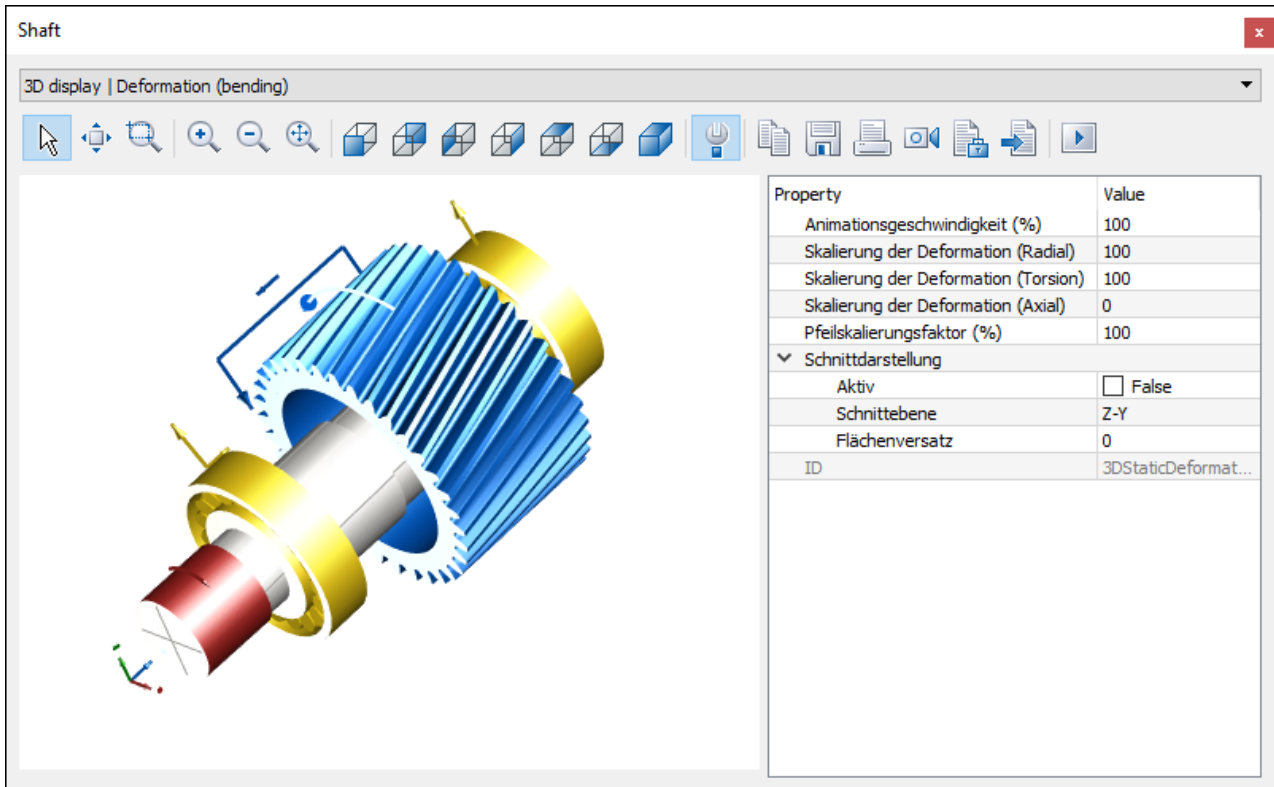 Shaft
x
3D display | Deformation (bending)
Property Value
Animationsgeschwindigkeit (%) 100
Skalierung der Deformation (Radial) 100
Skalierung der Deformation (Torsion) 100
Skalierung der Deformation (Axial) 0
Pfeilskalierungsfaktor (%) 100
Schnittdarstellung
Aktiv False
Schnittebene Z-Y
Flächenversatz 0
ID 3DStaticDeformat...